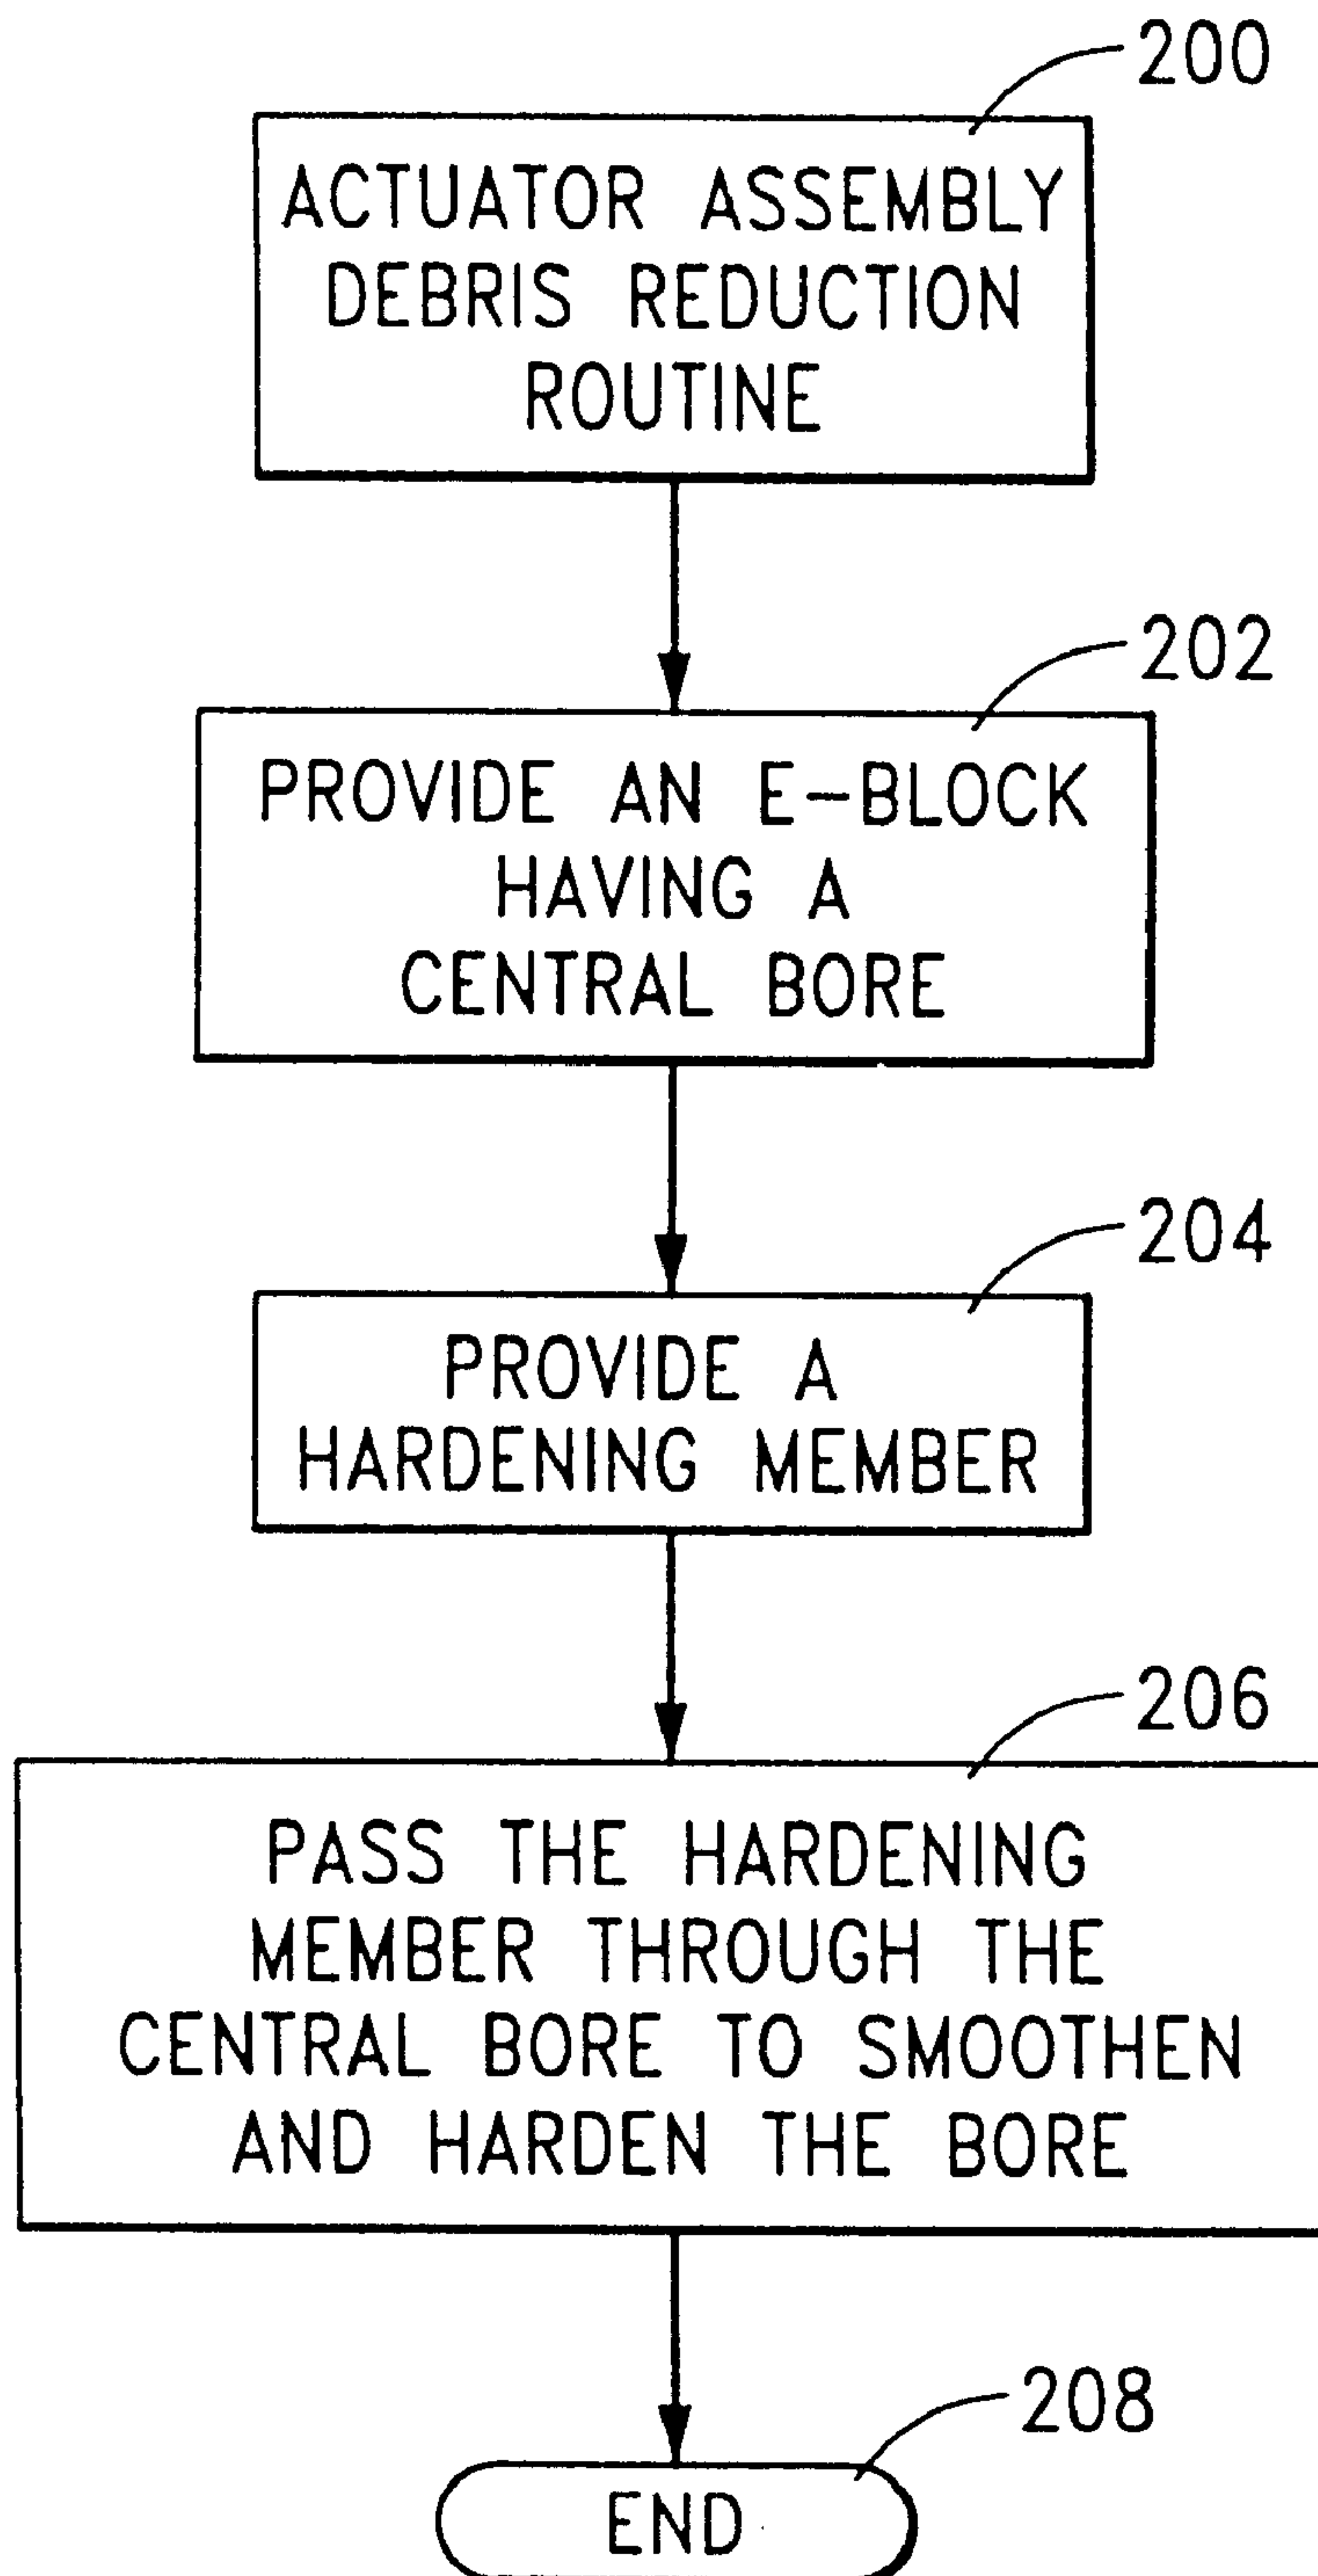 200
ACTUATOR ASSEMBLY
DEBRIS REDUCTION
ROUTINE
202
PROVIDE AN E-BLOCK
HAVING A
CENTRAL BORE
204
PROVIDE A
HARDENING MEMBER
206
PASS THE HARDENING
MEMBER THROUGH THE
CENTRAL BORE TO SMOOTHEN
AND HARDEN THE BORE
208
END